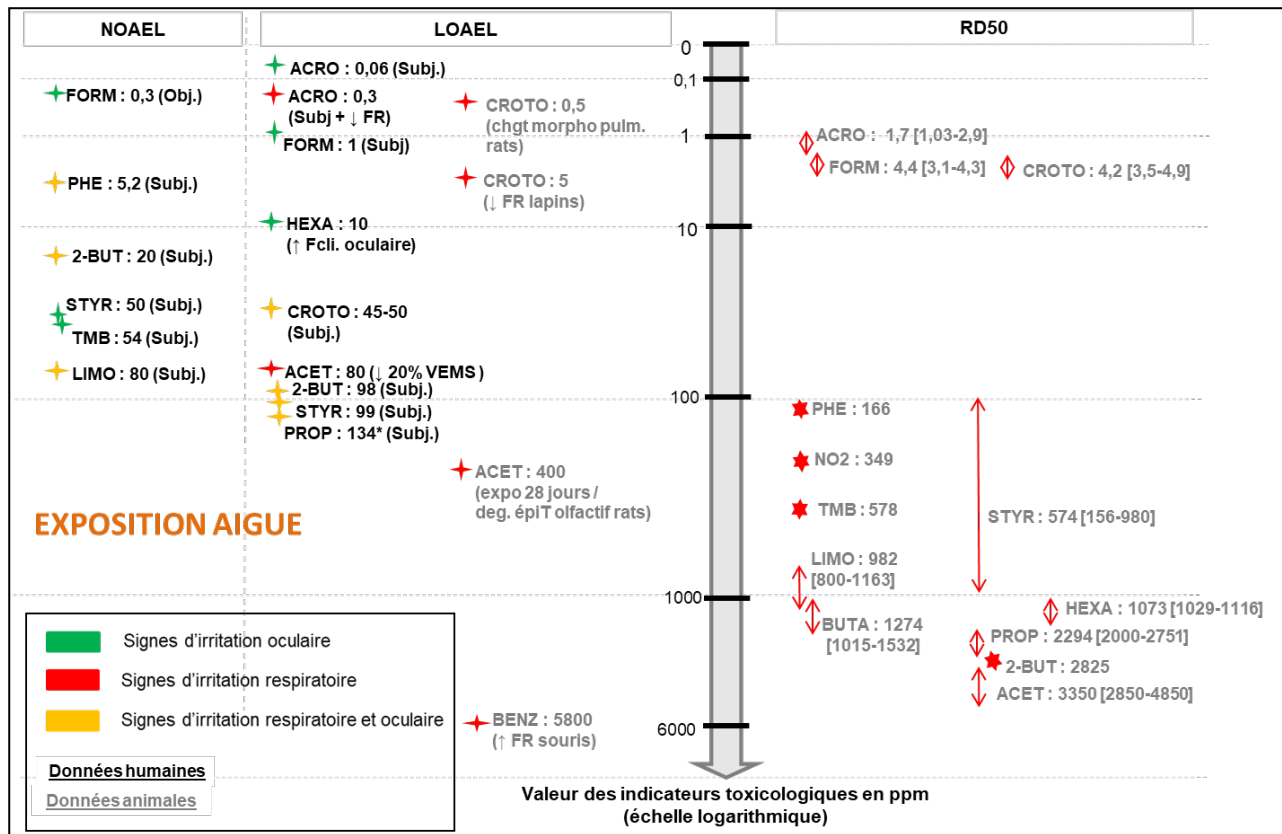 NOAEL
LOAEL
RD50
FORM : 0,3 (Obj.)
PHE : 5,2 (Subj.)
2-BUT : 20 (Subj.)
STYR : 50 (Subj.)
TMB : 54 (Subj.)
LIMO : 80 (Subj.)
ACRO : 0,06 (Subj.)
ACRO : 0,3
(Subj + ↓ FR)
FORM : 1 (Subj)
CROTO : 0,5
(chgt morpho pulm.
rats)
CROTO : 5
(↓ FR lapins)
HEXA : 10
(↑ Fcli. oculaire)
CROTO : 45-50
(Subj.)
ACET : 80 (↓ 20% VEMS )
2-BUT : 98 (Subj.)
STYR : 99 (Subj.)
PROP : 134* (Subj.)
ACET : 400
(expo 28 jours /
deg. épiT olfactif rats)
BENZ : 5800
(↑ FR souris)
0
0,1
1
10
100
1000
6000
ACRO : 1,7 [1,03-2,9]
FORM : 4,4 [3,1-4,3]
CROTO : 4,2 [3,5-4,9]
PHE : 166
NO2 : 349
TMB : 578
STYR : 574 [156-980]
LIMO : 982
[800-1163]
HEXA : 1073 [1029-1116]
BUTA : 1274
[1015-1532]
PROP : 2294 [2000-2751]
2-BUT : 2825
ACET : 3350 [2850-4850]
EXPOSITION AIGUE
Signes d'irritation oculaire
Signes d'irritation respiratoire
Signes d'irritation respiratoire et oculaire
Données humaines
Données animales
Valeur des indicateurs toxicologiques en ppm
(échelle logarithmique)